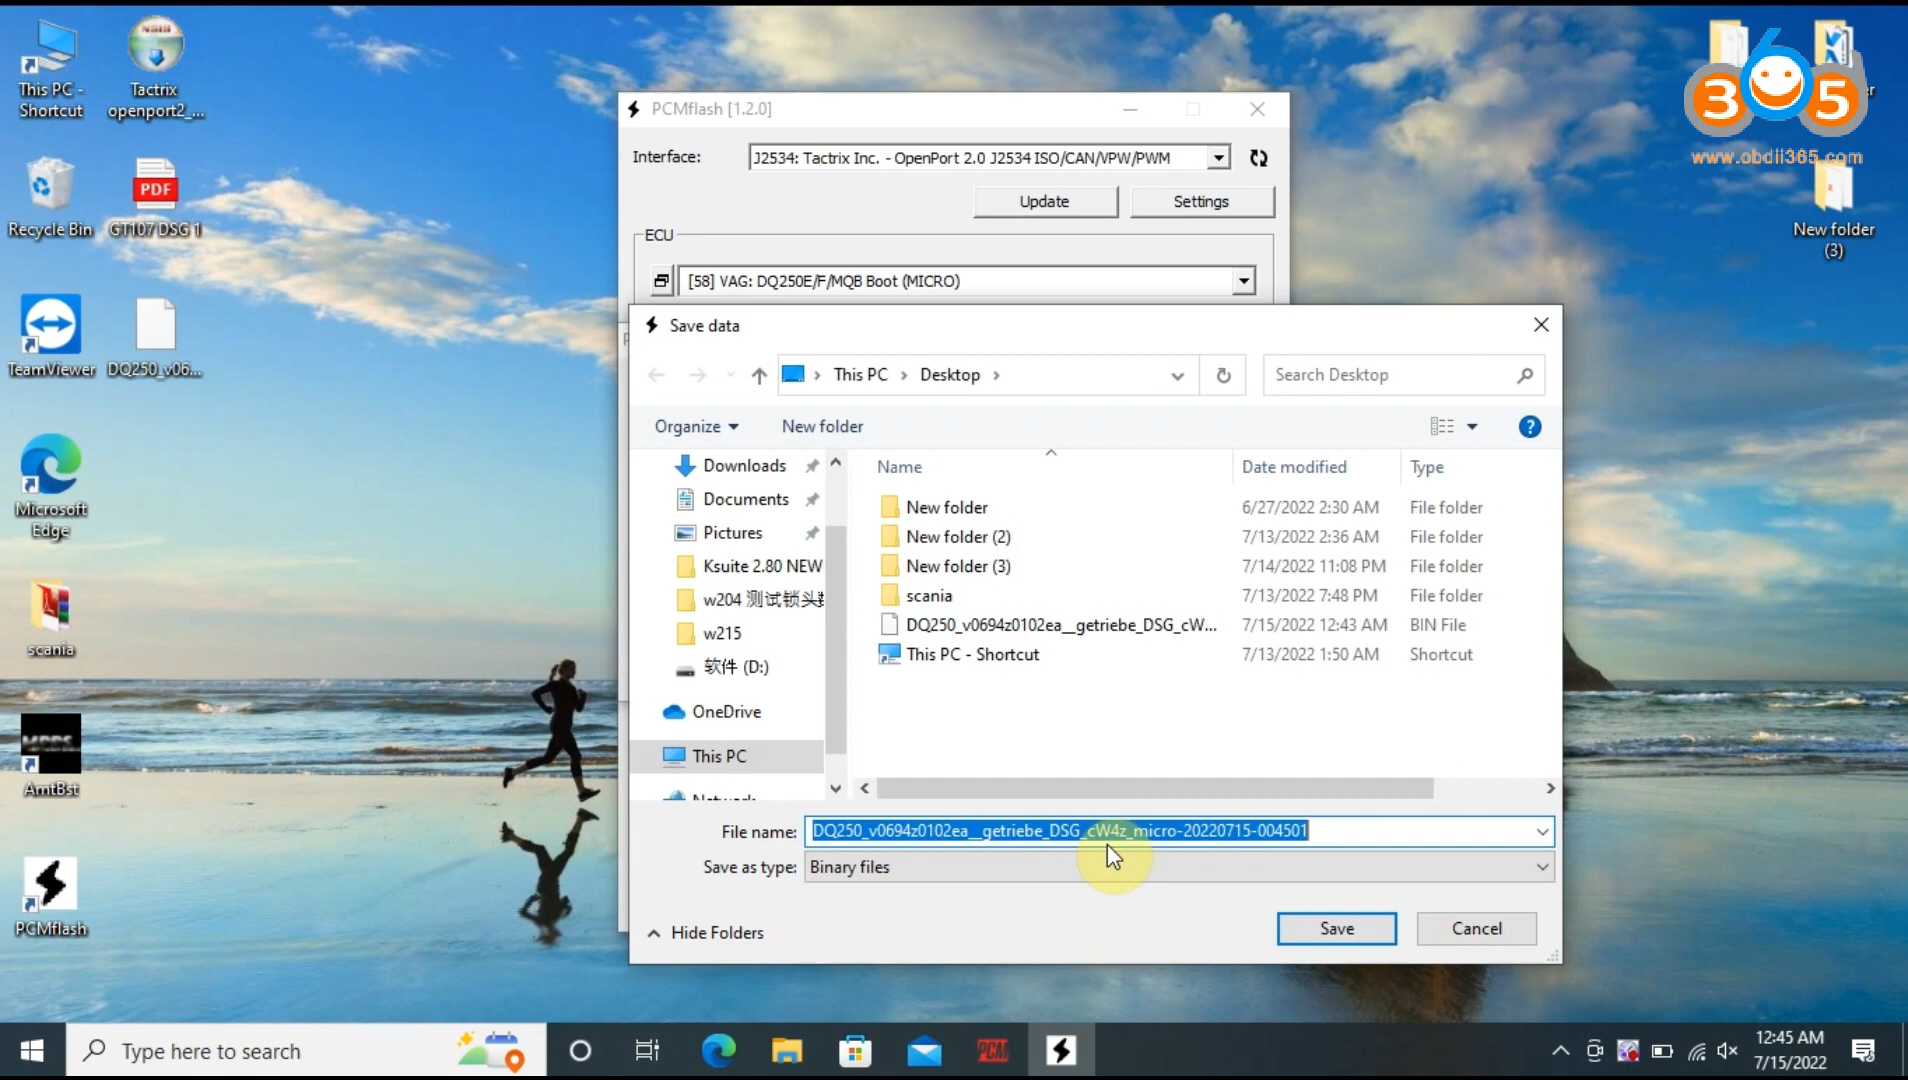 This PC -
Shortcut
Tactrix
openport2_...
Recycle Bin
PDF
GT107 DSG 1
TeamViewer
DQ250_v06...
Microsoft
Edge
scania
AmtBst
PCMflash
365
www.obdii365.com
New folder
(3)
PCMflash [1.2.0]
Interface:
J2534: Tactrix Inc. - OpenPort 2.0 J2534 ISO/CAN/VPW/PWM
Update
Settings
ECU
[58] VAG: DQ250E/F/MQB Boot (MICRO)
Save data
This PC
Desktop
Search Desktop
Organize
New folder
Downloads
Documents
Pictures
Ksuite 2.80 NEW
w204 测试锁头
w215
软件 (D:)
OneDrive
This PC
Network
Name Date modified Type
New folder 6/27/2022 2:30 AM File folder
New folder (2) 7/13/2022 2:36 AM File folder
New folder (3) 7/14/2022 11:08 PM File folder
scania 7/13/2022 7:48 PM File folder
DQ250_v0694z0102ea__getriebe_DSG_cW... 7/15/2022 12:43 AM BIN File
This PC - Shortcut 7/13/2022 1:50 AM Shortcut
File name: DQ250_v0694z0102ea__getriebe_DSG_cW4z_micro-20220715-004501
Save as type: Binary files
Hide Folders
Save
Cancel
Type here to search
PCM
12:45 AM
7/15/2022